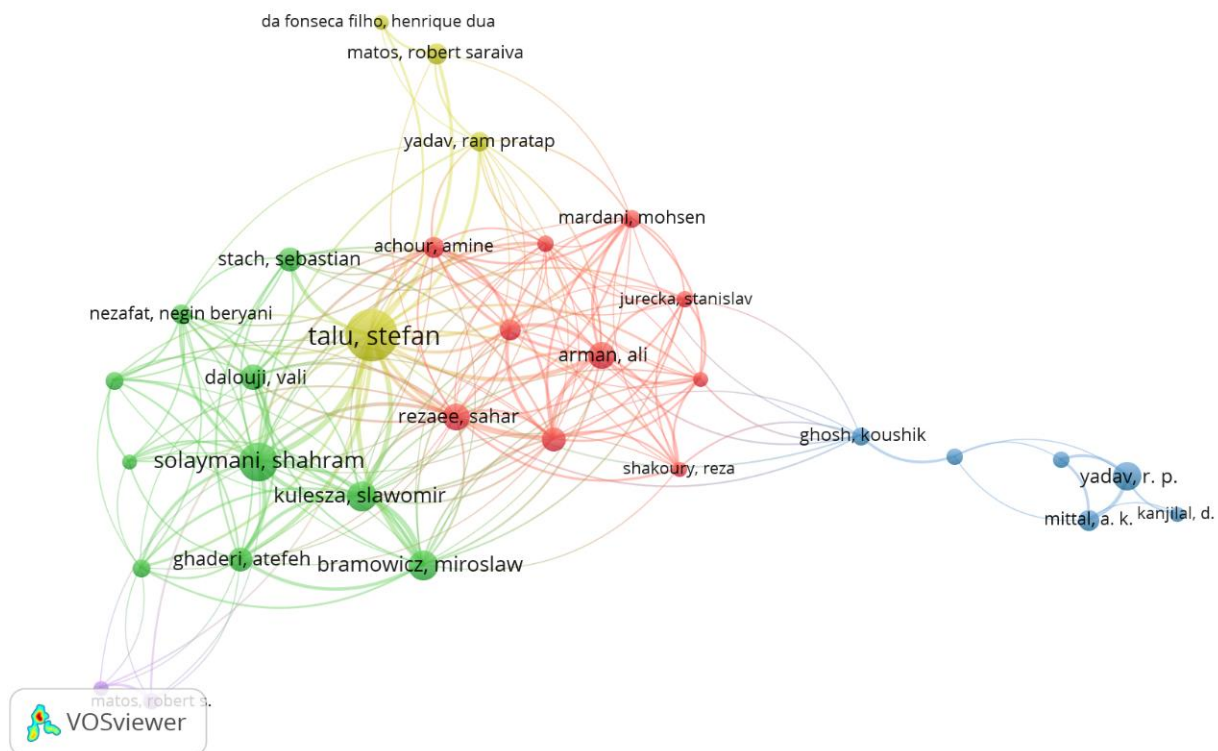 da fonseca filho, henrique dua
matos, robert saraiva
yadav, ram pratap
mardani, mohsen
achour, amine
stach, sebastian
jurecka, stanislav
nezafat, negin beryani
talu, stefan
arman, ali
dalouji, vali
rezaee, sahar
ghosh, koushik
solaymani, shahram
shakoury, reza
yadav, r. p.
kulesza, slawomir
mittal, a. k.
kanjilal, d.
ghaderi, atefeh
bramowicz, miroslaw
matos, robert s.
VOSviewer